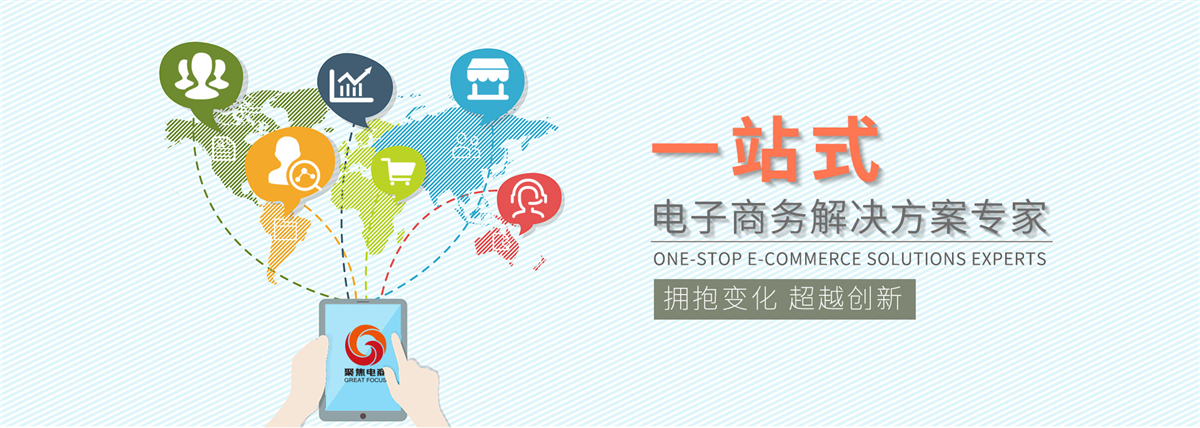 一站式
电子商务解决方案专家
ONE-STOP E-COMMERCE SOLUTIONS EXPERTS
拥抱变化 超越创新
聚焦电商
GREAT FOCUS